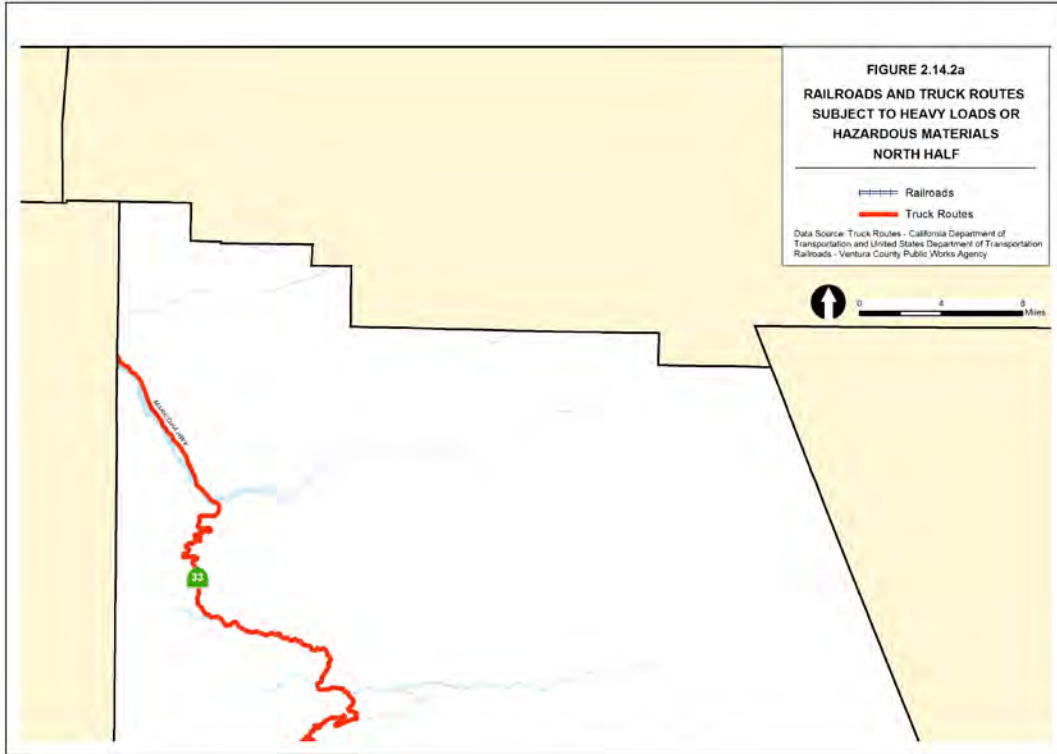 FIGURE 2.14.2a
RAILROADS AND TRUCK ROUTES
SUBJECT TO HEAVY LOADS OR
HAZARDOUS MATERIALS
NORTH HALF
Railroads
Truck Routes
Data Source: Truck Routes - California Department of
Transportation and United States Department of Transportation
Railroads - Ventura County Public Works Agency
0 4 8
Miles
MARICOPA HWY
33